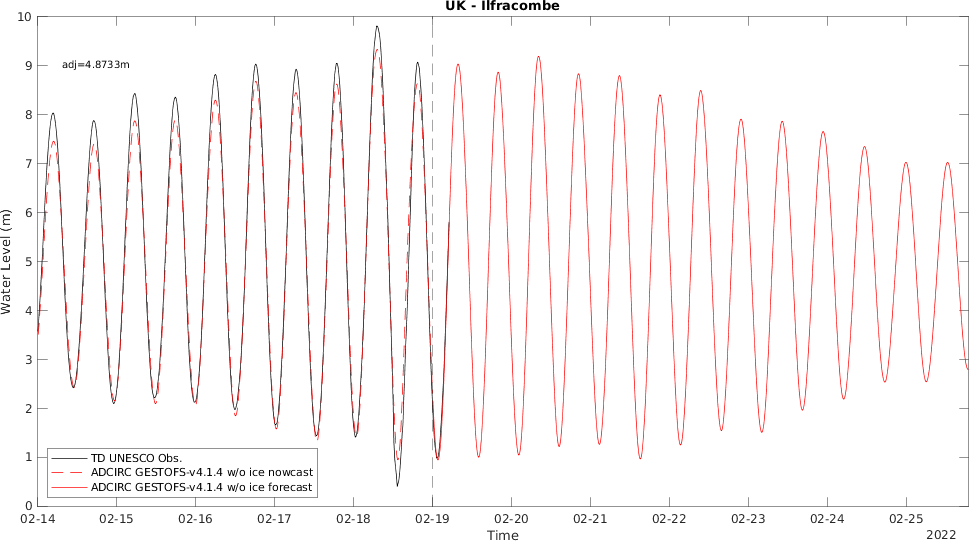 UK - Ilfracombe
adj=4.8733m
10
9
8
7
6
5
4
3
2
1
0
Water Level (m)
TD UNESCO Obs.
ADCIRC GESTOFS-v4.1.4 w/o ice nowcast
ADCIRC GESTOFS-v4.1.4 w/o ice forecast
02-14 02-15 02-16 02-17 02-18 02-19 02-20 02-21 02-22 02-23 02-24 02-25
Time
2022